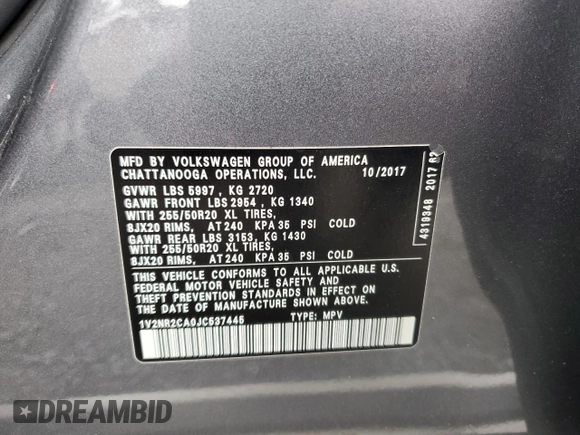 MFD BY VOLKSWAGEN GROUP OF AMERICA
CHATTANOOGA OPERATIONS, LLC. 10/2017
GVWR LBS 5997 , KG 2720
GAWR FRONT LBS 2954 , KG 1340
WITH 255/50R20 XL TIRES,
8JX20 RIMS, AT 240 KPA 35 PSI COLD
GAWR REAR LBS 3153, KG 1430
WITH 255/50R20 XL TIRES,
8JX20 RIMS, AT 240 KPA 35 PSI COLD
THIS VEHICLE CONFORMS TO ALL APPLICABLE U.S.
FEDERAL MOTOR VEHICLE SAFETY AND
THEFT PREVENTION STANDARDS IN EFFECT ON
THE DATE OF MANUFACTURE SHOWN ABOVE.
1V2NR2CA0JC537445 TYPE: MPV
4319348 2017
DREAMBID